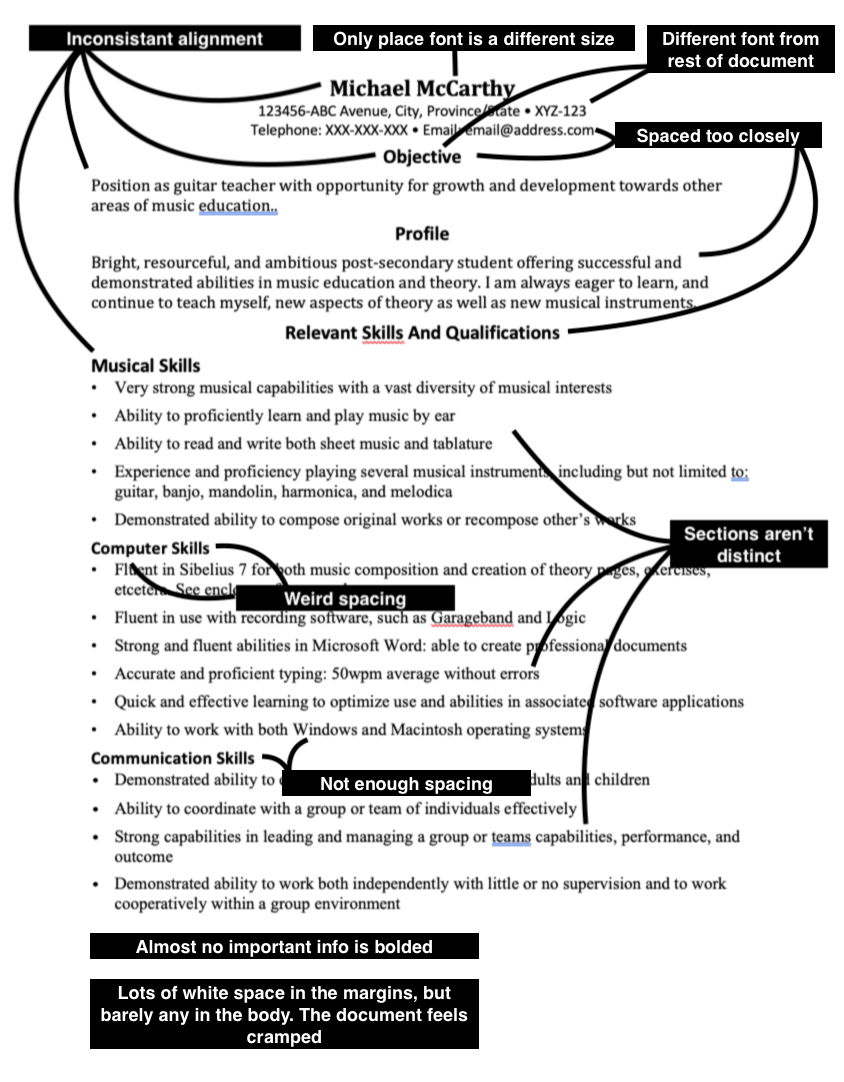 Inconsistant alignment
Only place font is a different size
Different font from
rest of document
Michael McCarthy
123456-ABC Avenue, City, Province/State • XYZ-123
Telephone: XXX-XXX-XXX • Email: email@address.com
Spaced too closely
Objective
Position as guitar teacher with opportunity for growth and development towards other
areas of music education..
Profile
Bright, resourceful, and ambitious post-secondary student offering successful and
demonstrated abilities in music education and theory. I am always eager to learn, and
continue to teach myself, new aspects of theory as well as new musical instruments.
Relevant Skills And Qualifications
Musical Skills
• Very strong musical capabilities with a vast diversity of musical interests
• Ability to proficiently learn and play music by ear
• Ability to read and write both sheet music and tablature
• Experience and proficiency playing several musical instruments, including but not limited to:
guitar, banjo, mandolin, harmonica, and melodica
• Demonstrated ability to compose original works or recompose other's works
Sections aren't
distinct
Computer Skills
• Fluent in Sibelius 7 for both music composition and creation of theory pages, exercises,
etcetera. See
Weird spacing
• Fluent in use with recording software, such as Garageband and Logic
• Strong and fluent abilities in Microsoft Word: able to create professional documents
• Accurate and proficient typing: 50wpm average without errors
• Quick and effective learning to optimize use and abilities in associated software applications
• Ability to work with both Windows and Macintosh operating systems
Communication Skills
• Demonstrated ability to and children
Not enough spacing
• Ability to coordinate with a group or team of individuals effectively
• Strong capabilities in leading and managing a group or teams capabilities, performance, and
outcome
• Demonstrated ability to work both independently with little or no supervision and to work
cooperatively within a group environment
Almost no important info is bolded
Lots of white space in the margins, but
barely any in the body. The document feels
cramped